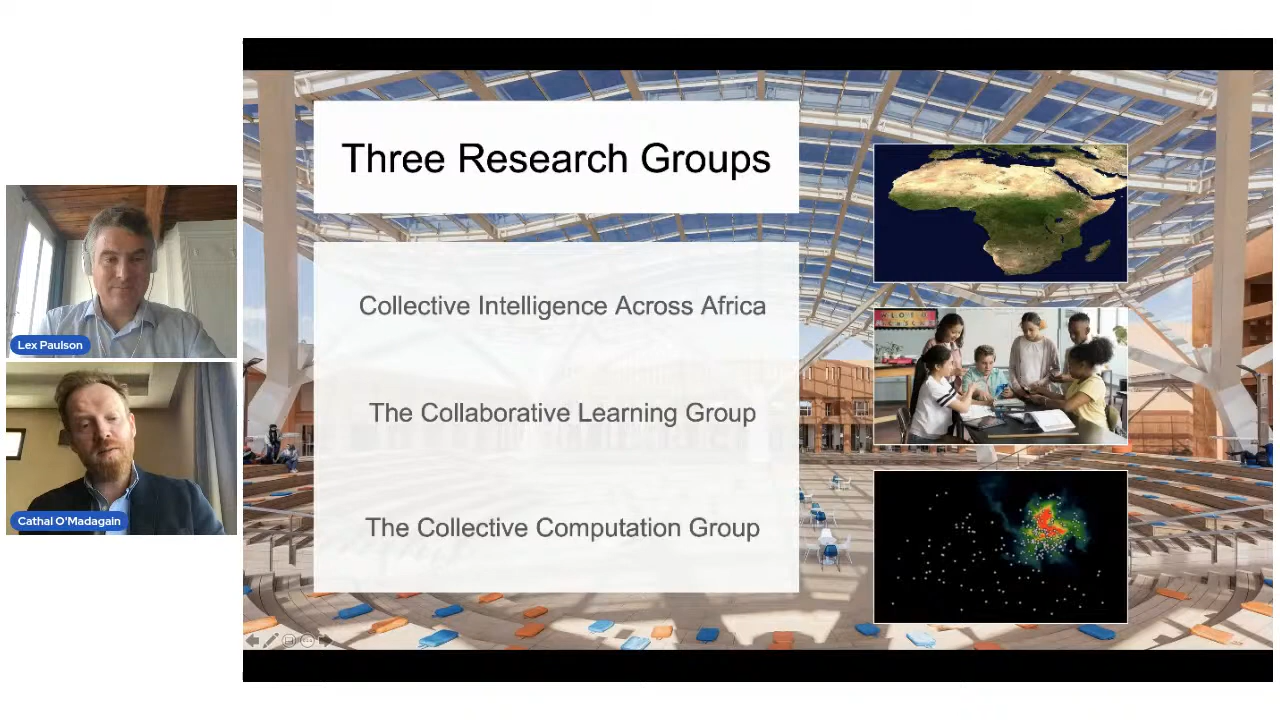 Three Research Groups
Collective Intelligence Across Africa
The Collaborative Learning Group
The Collective Computation Group
Lex Paulson
Cathal O'Madagain